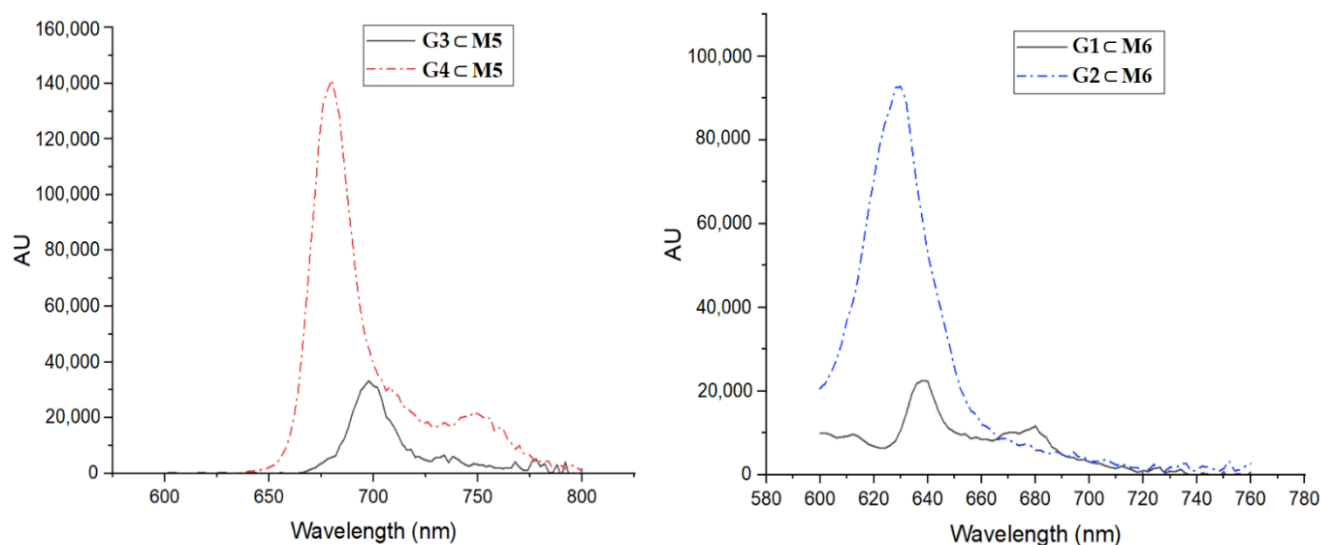 160,000
140,000
120,000
100,000
80,000
60,000
40,000
20,000
0
AU
600 650 700 750 800
Wavelength (nm)
G3 ⊂ M5
G4 ⊂ M5
100,000
80,000
60,000
40,000
20,000
0
AU
580 600 620 640 660 680 700 720 740 760 780
Wavelength (nm)
G1 ⊂ M6
G2 ⊂ M6